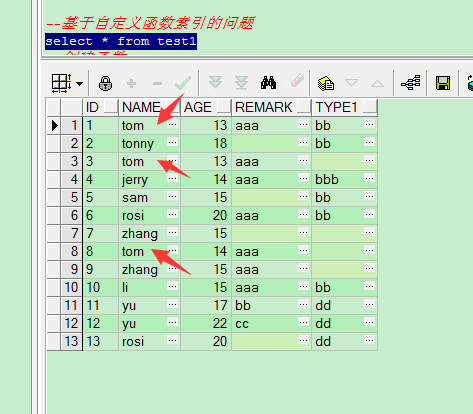 --基于自定义函数索引的问题
select * from test1
ID NAME AGE REMARK TYPE1
1 1 tom ... 13 aaa ... bb ...
2 2 tonny ... 18 ... bb ...
3 3 tom ... 13 aaa ... ...
4 4 jerry ... 14 aaa ... bbb ...
5 5 sam ... 15 ... bb ...
6 6 rosi ... 20 aaa ... bb ...
7 7 zhang ... 15 ... ...
8 8 tom ... 14 aaa ... ...
9 9 zhang ... 15 aaa ... ...
10 10 li ... 15 aaa ... bb ...
11 11 yu ... 17 bb ... dd ...
12 12 yu ... 22 cc ... dd ...
13 13 rosi ... 20 ... dd ...